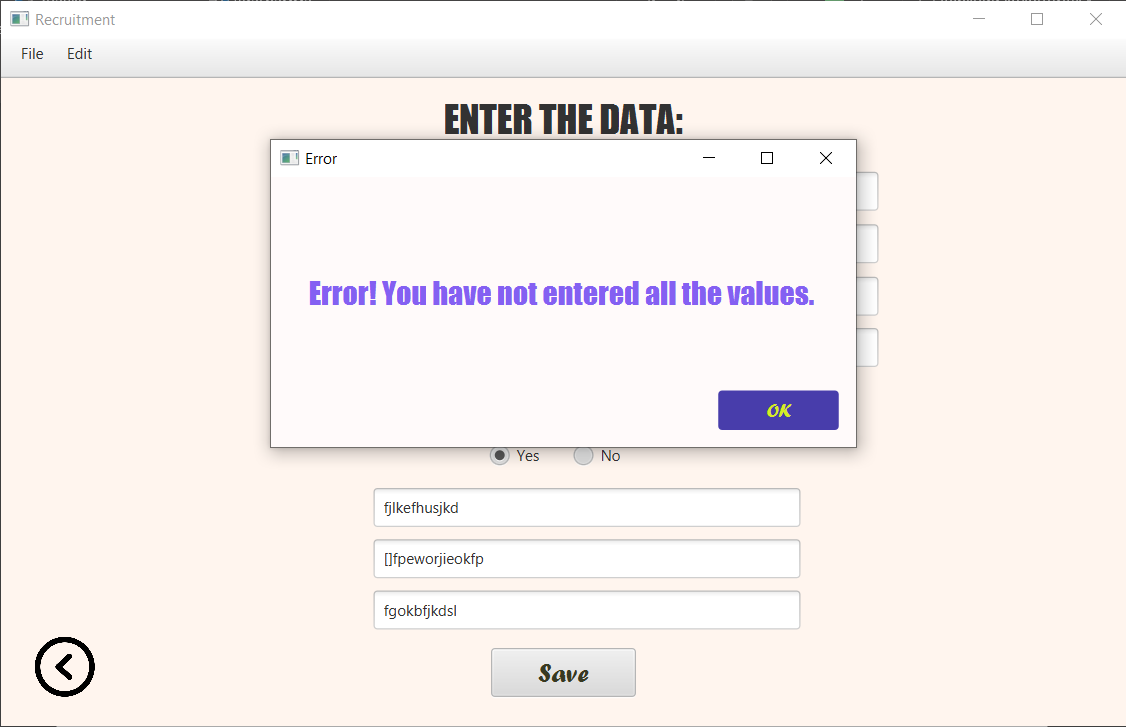 Recruitment
File Edit
ENTER THE DATA:
Error
Error! You have not entered all the values.
OK
Yes No
fjlkefhusjkd
[]fpeworjieokfp
fgokbfjkdsl
Save